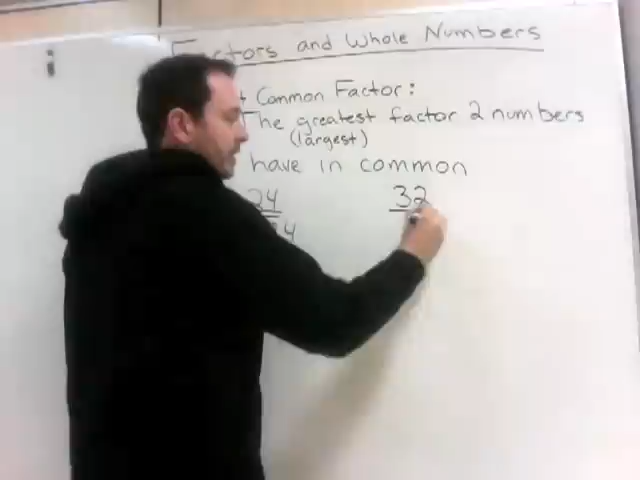 Factors and Whole Numbers
Common Factor:
The greatest factor 2 numbers
(largest)
have in common
24 32